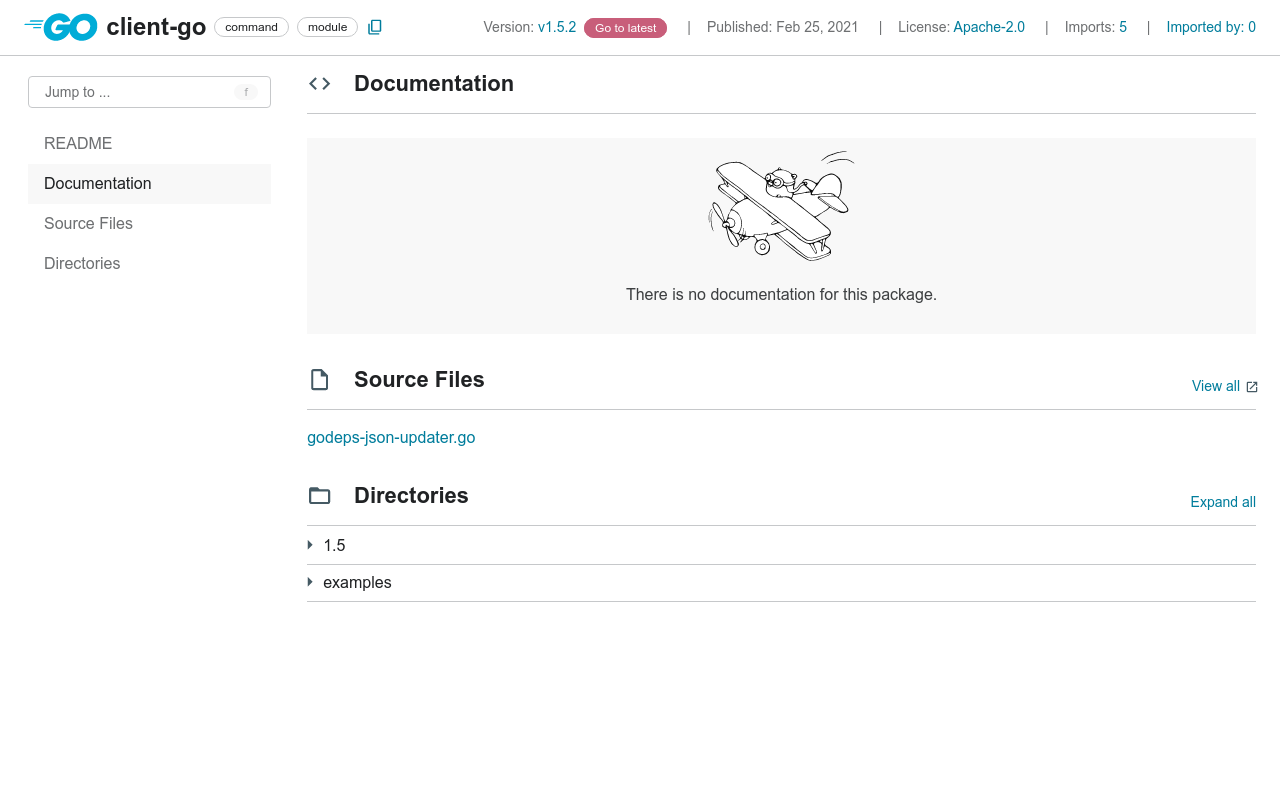 GO client-go command module Version: v1.5.2 Go to latest | Published: Feb 25, 2021 | License: Apache-2.0 | Imports: 5 | Imported by: 0
Jump to ... f
README
Documentation
Source Files
Directories
Documentation
There is no documentation for this package.
Source Files View all
godeps-json-updater.go
Directories Expand all
1.5
examples